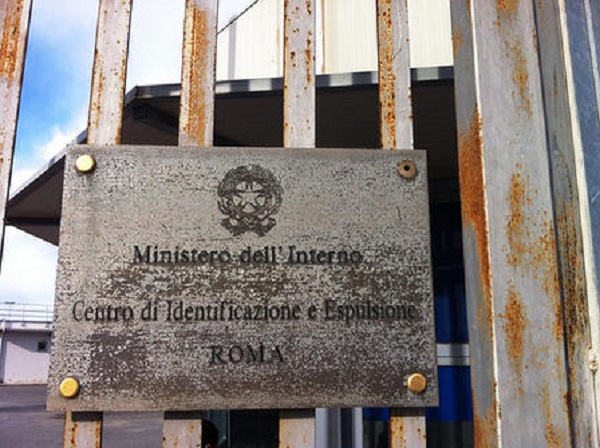 Ministero dell' Interno
Centro di Identificazione e Espulsione
ROMA